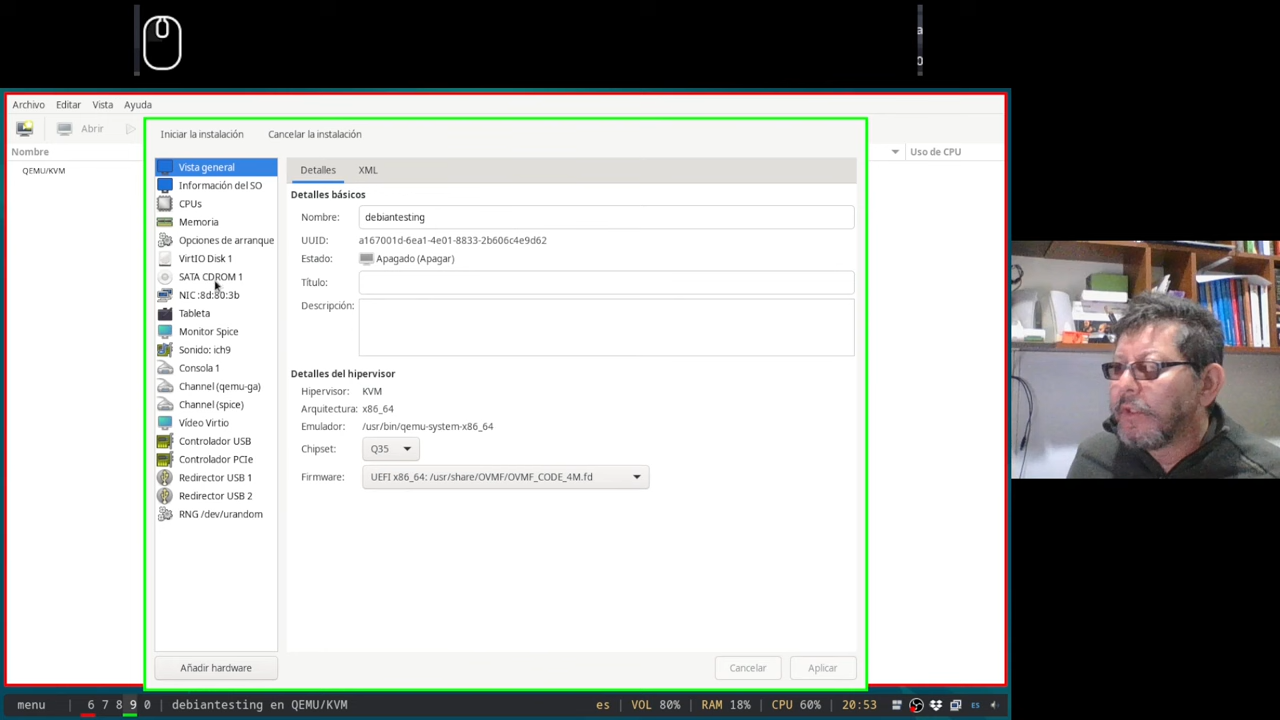 a
0
Archivo Editar Vista Ayuda
Abrir
Nombre
Uso de CPU
QEMU/KVM
Iniciar la instalación Cancelar la instalación
Vista general
Información del SO
CPUs
Memoria
Opciones de arranque
VirtIO Disk 1
SATA CDROM 1
NIC :8d:80:3b
Tableta
Monitor Spice
Sonido: ich9
Consola 1
Channel (qemu-ga)
Channel (spice)
Vídeo Virtio
Controlador USB
Controlador PCIe
Redirector USB 1
Redirector USB 2
RNG /dev/urandom
Añadir hardware
Detalles XML
Detalles básicos
Nombre: debiantesting
UUID: a167001d-6ea1-4e01-8833-2b606c4e9d62
Estado: Apagado (Apagar)
Título:
Descripción:
Detalles del hipervisor
Hipervisor: KVM
Arquitectura: x86_64
Emulador: /usr/bin/qemu-system-x86_64
Chipset: Q35
Firmware: UEFI x86_64: /usr/share/OVMF/OVMF_CODE_4M.fd
Cancelar Aplicar
menu | 6 7 8 9 0 | debiantesting en QEMU/KVM es | VOL 80% | RAM 18% | CPU 60% | 20:53 ES